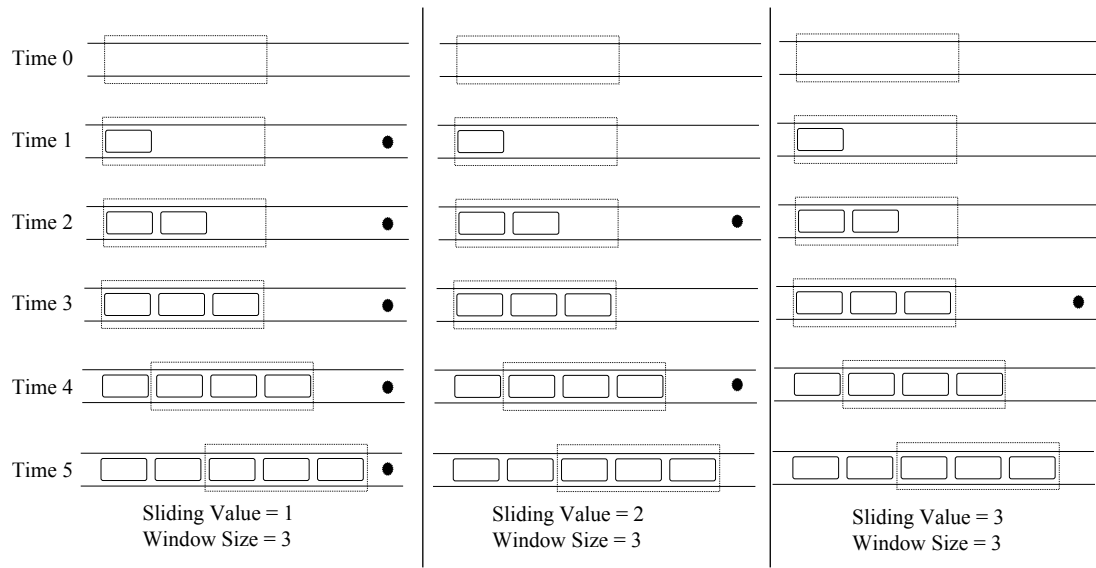 Time 0
Time 1
Time 2
Time 3
Time 4
Time 5
Sliding Value = 1
Window Size = 3
Sliding Value = 2
Window Size = 3
Sliding Value = 3
Window Size = 3